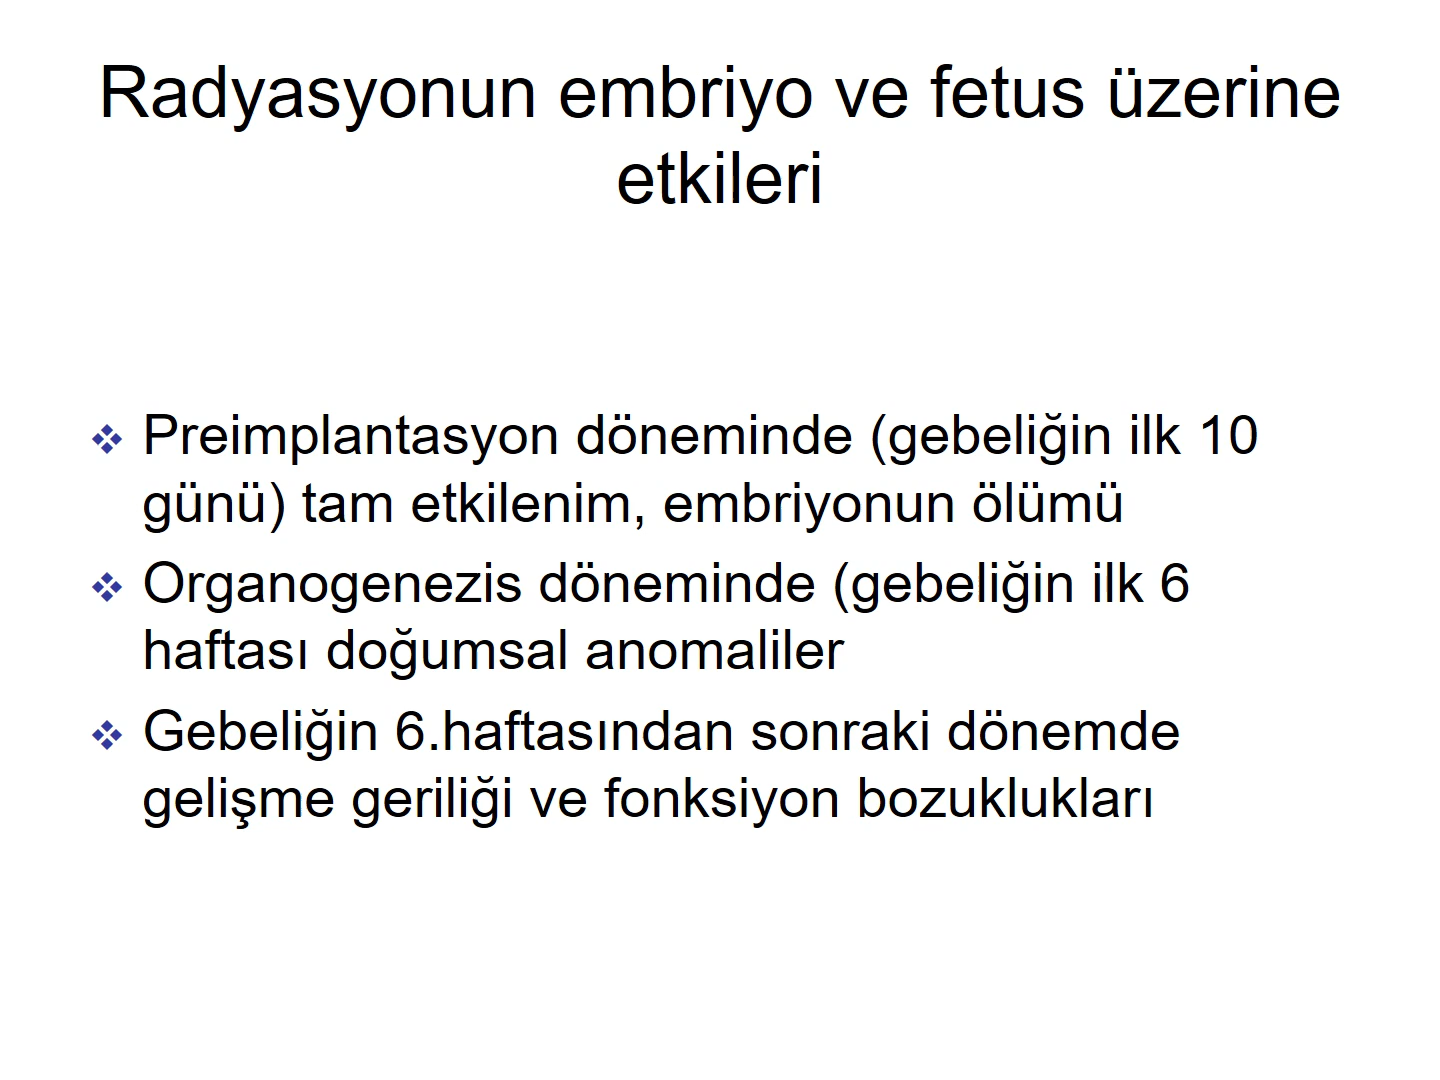 Radyasyonun embriyo ve fetus üzerine
etkileri
❖ Preimplantasyon döneminde (gebeliğin ilk 10
günü) tam etkilenim, embriyonun ölümü
❖ Organogenezis döneminde (gebeliğin ilk 6
haftası doğumsal anomaliler
❖ Gebeliğin 6.haftasından sonraki dönemde
gelişme geriliği ve fonksiyon bozuklukları